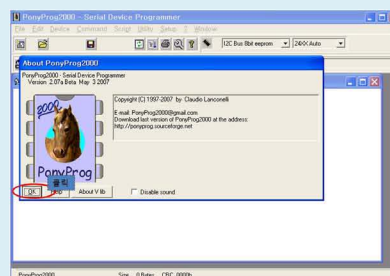 PonyProg2000 - Serial Device Programmer
File Edit Device Command Script Utility Setup ? Window
I2C Bus 8bit eeprom
24XX Auto
About PonyProg2000
PonyProg2000 - Serial Device Programmer
Version 2.07a Beta May 3 2007
2000
PonyProg
Copyright (C) 1997-2007 by Claudio Lanconelli
E-mail: PonyProg2000@gmail.com
Download last version of PonyProg2000 at the address:
http://ponyprog.sourceforge.net
클릭
OK
Help
About V lib
Disable sound
PonyProg2000 Size 0 Bytes CRC 0000h